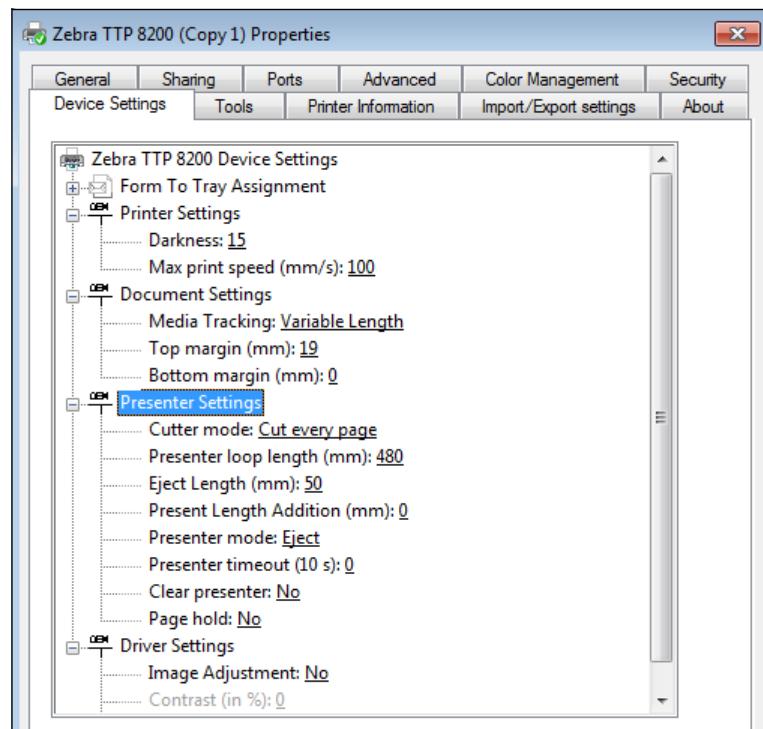 Zebra TTP 8200 (Copy 1) Properties
General Sharing Ports Advanced Color Management Security
Device Settings Tools Printer Information Import/Export settings About
Zebra TTP 8200 Device Settings
Form To Tray Assignment
Printer Settings
Darkness: 15
Max print speed (mm/s): 100
Document Settings
Media Tracking: Variable Length
Top margin (mm): 19
Bottom margin (mm): 0
Presenter Settings
Cutter mode: Cut every page
Presenter loop length (mm): 480
Eject Length (mm): 50
Present Length Addition (mm): 0
Presenter mode: Eject
Presenter timeout (10 s): 0
Clear presenter: No
Page hold: No
Driver Settings
Image Adjustment: No
Contrast (in %): 0